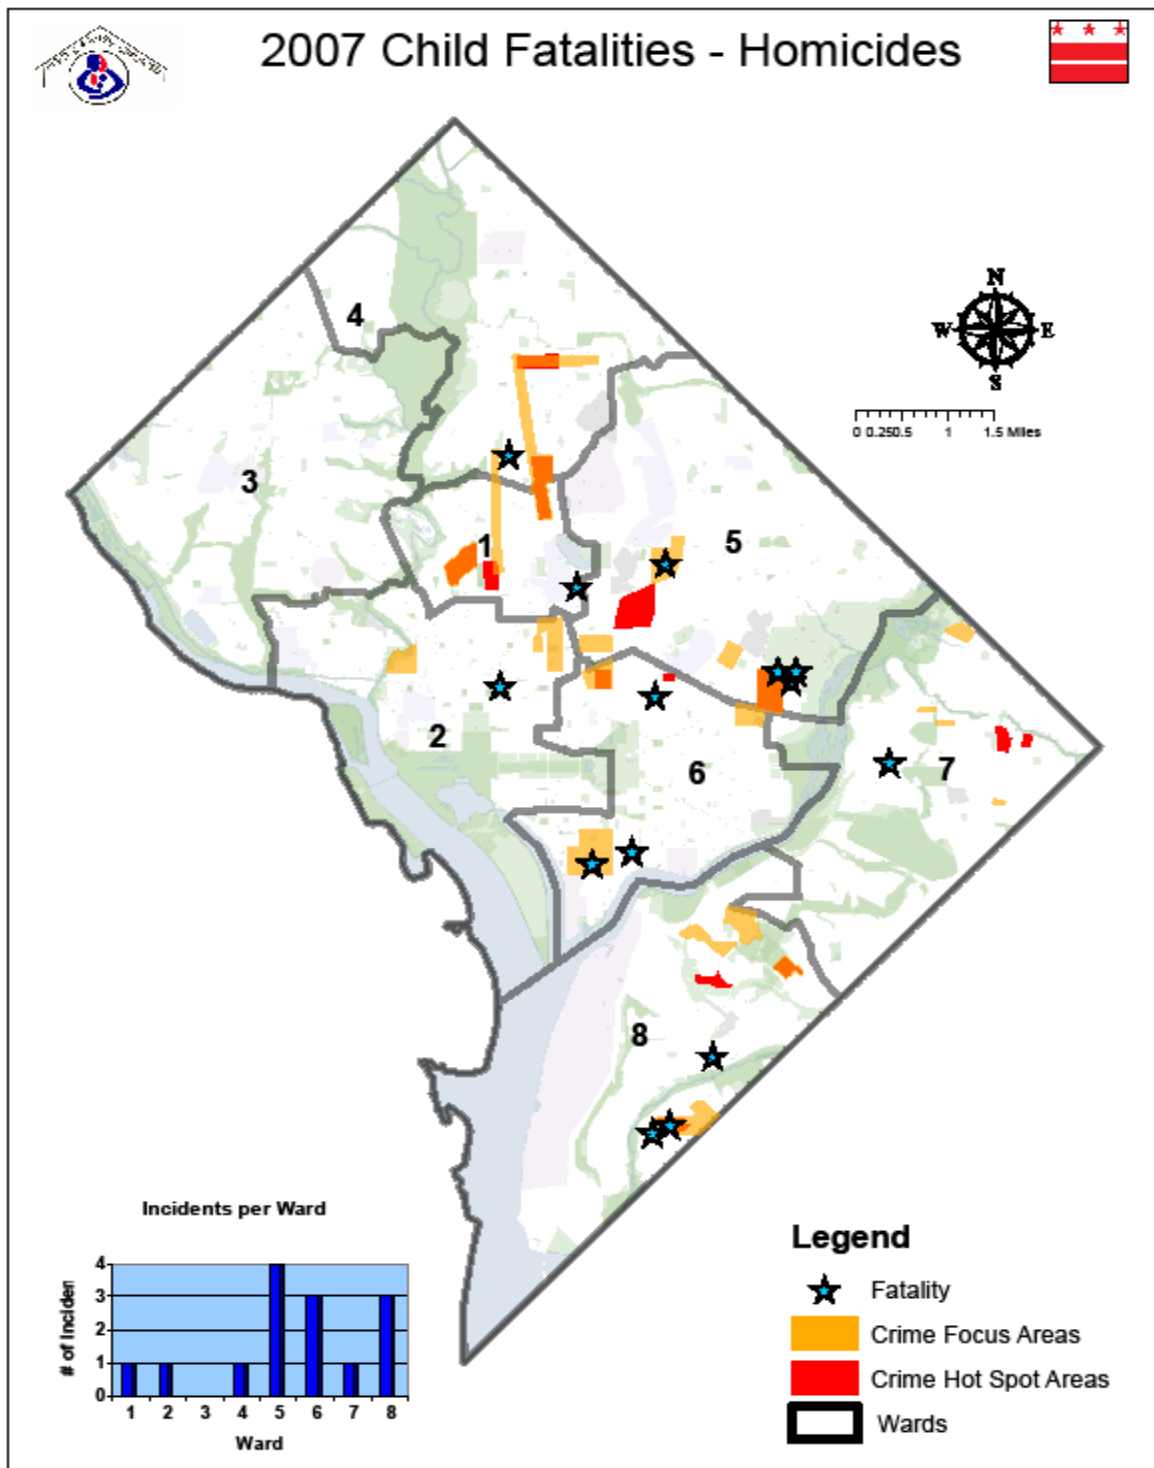 2007 Child Fatalities - Homicides
N
W E
S
0 0.250.5 1 1.5 Miles
4
3
1
5
2
6
7
8
Incidents per Ward
# of Inciden
4
3
2
1
0
1 2 3 4 5 6 7 8
Ward
Legend
Fatality
Crime Focus Areas
Crime Hot Spot Areas
Wards